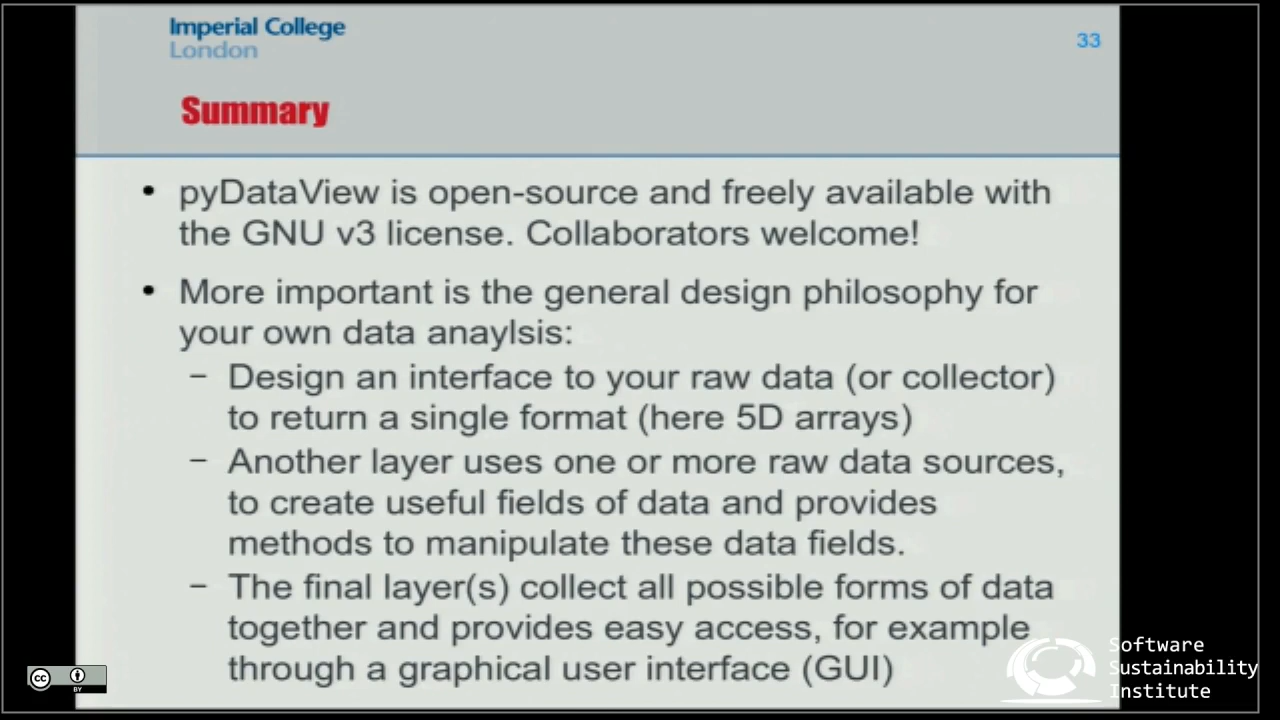 Imperial College
London
33
Summary
• pyDataView is open-source and freely available with
the GNU v3 license. Collaborators welcome!
• More important is the general design philosophy for
your own data anaylsis:
– Design an interface to your raw data (or collector)
to return a single format (here 5D arrays)
– Another layer uses one or more raw data sources,
to create useful fields of data and provides
methods to manipulate these data fields.
– The final layer(s) collect all possible forms of data
together and provides easy access, for example
through a graphical user interface (GUI)
cc
BY
Software
Sustainability
Institute